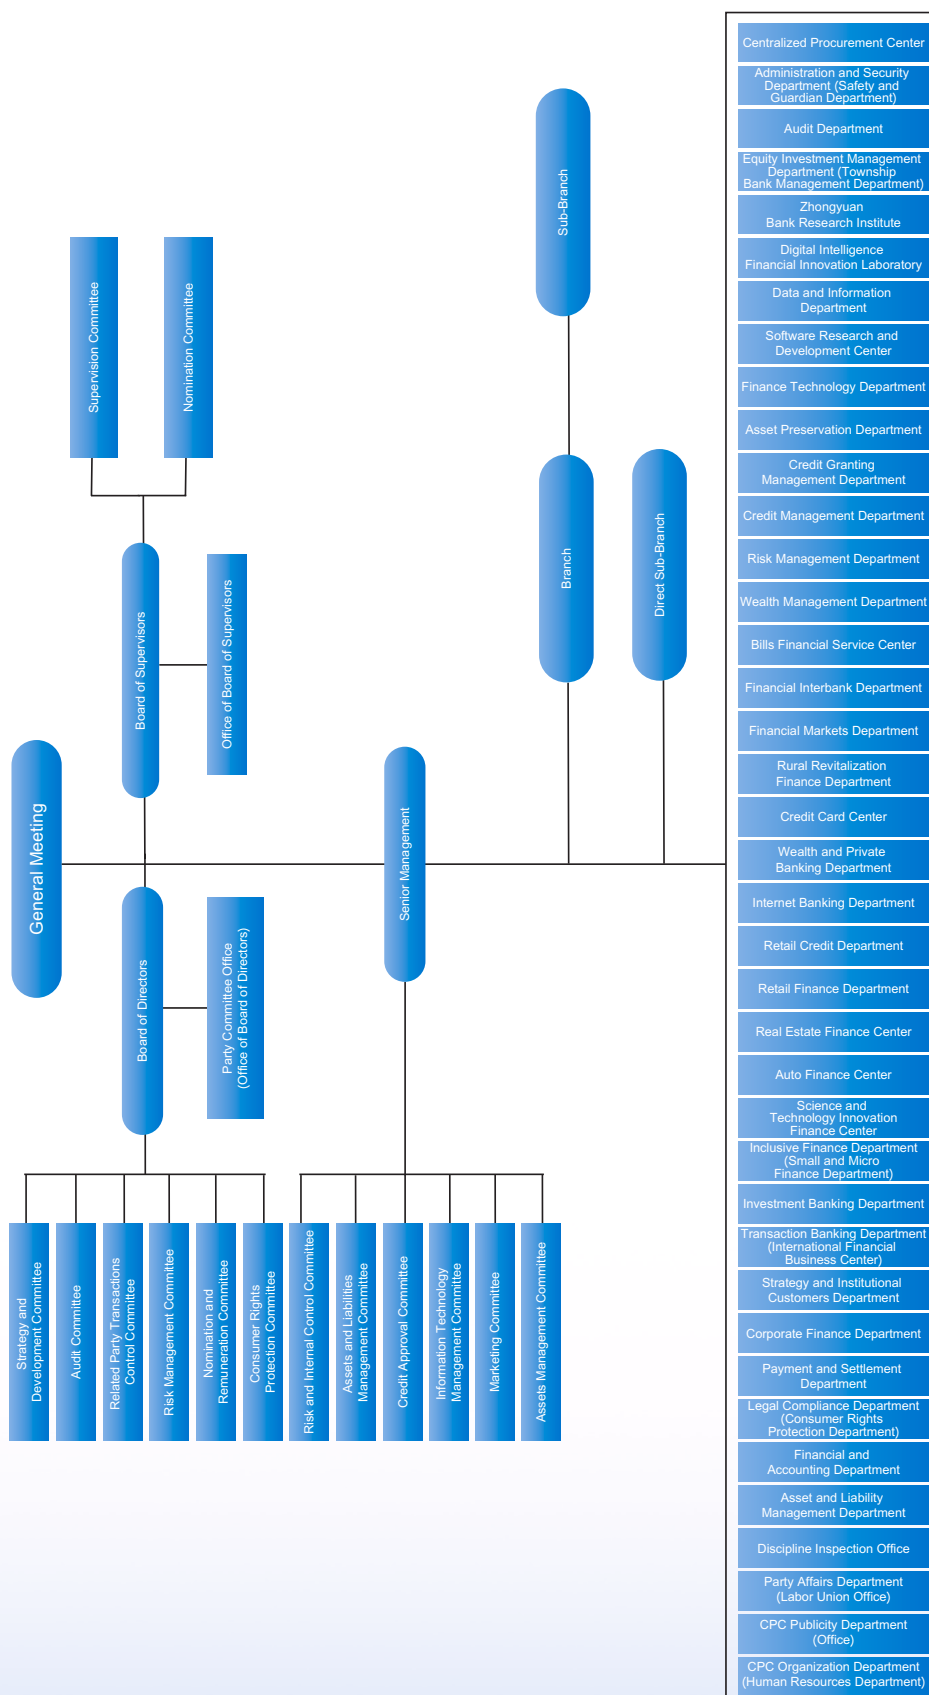 General Meeting
Board of Supervisors
Supervision Committee
Nomination Committee
Office of Board of Supervisors
Board of Directors
Party Committee Office
(Office of Board of Directors)
Strategy and
Development Committee
Audit Committee
Related Party Transactions
Control Committee
Risk Management Committee
Nomination and
Remuneration Committee
Consumer Rights
Protection Committee
Senior Management
Risk and Internal Control Committee
Assets and Liabilities
Management Committee
Credit Approval Committee
Information Technology
Management Committee
Marketing Committee
Assets Management Committee
Sub-Branch
Branch
Direct Sub-Branch
Centralized Procurement Center
Administration and Security
Department (Safety and
Guardian Department)
Audit Department
Equity Investment Management
Department (Township
Bank Management Department)
Zhongyuan
Bank Research Institute
Digital Intelligence
Financial Innovation Laboratory
Data and Information
Department
Software Research and
Development Center
Finance Technology Department
Asset Preservation Department
Credit Granting
Management Department
Credit Management Department
Risk Management Department
Wealth Management Department
Bills Financial Service Center
Financial Interbank Department
Financial Markets Department
Rural Revitalization
Finance Department
Credit Card Center
Wealth and Private
Banking Department
Internet Banking Department
Retail Credit Department
Retail Finance Department
Real Estate Finance Center
Auto Finance Center
Science and
Technology Innovation
Finance Center
Inclusive Finance Department
(Small and Micro
Finance Department)
Investment Banking Department
Transaction Banking Department
(International Financial
Business Center)
Strategy and Institutional
Customers Department
Corporate Finance Department
Payment and Settlement
Department
Legal Compliance Department
(Consumer Rights
Protection Department)
Financial and
Accounting Department
Asset and Liability
Management Department
Discipline Inspection Office
Party Affairs Department
(Labor Union Office)
CPC Publicity Department
(Office)
CPC Organization Department
(Human Resources Department)